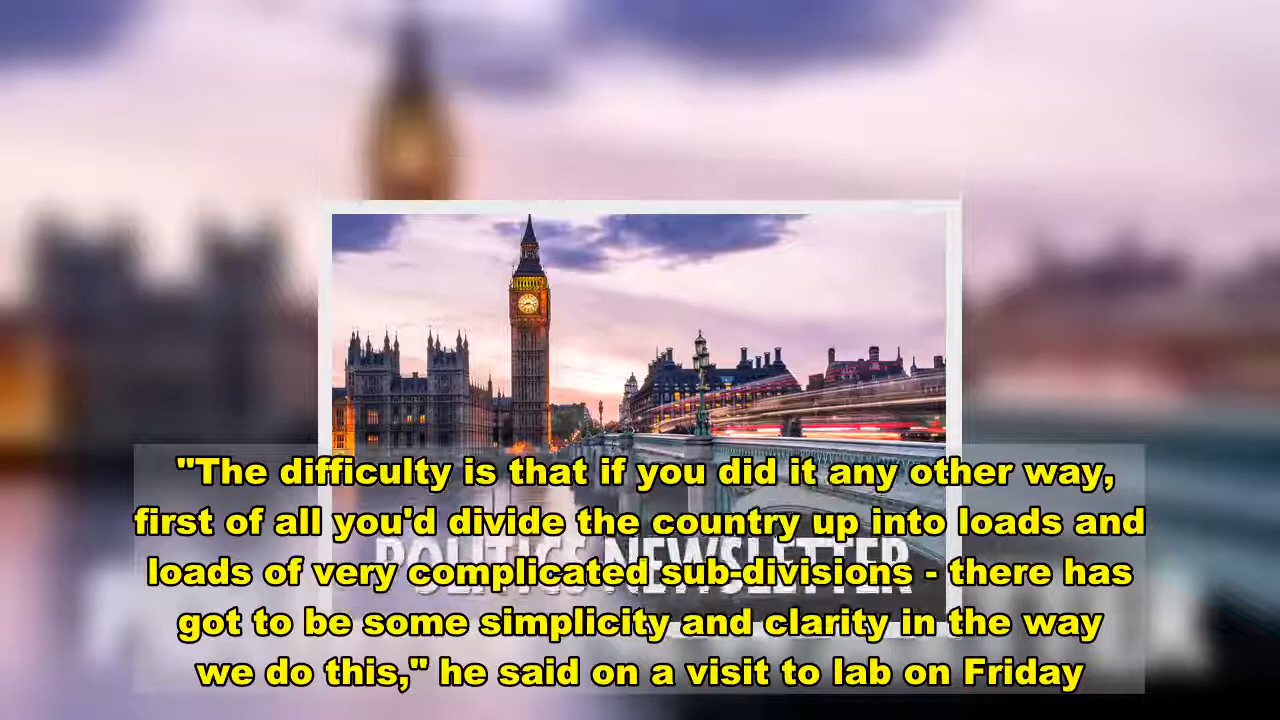 "The difficulty is that if you did it any other way,
first of all you'd divide the country up into loads and
loads of very complicated sub-divisions - there has
got to be some simplicity and clarity in the way
we do this," he said on a visit to lab on Friday
POLITICS NEWSLETTER